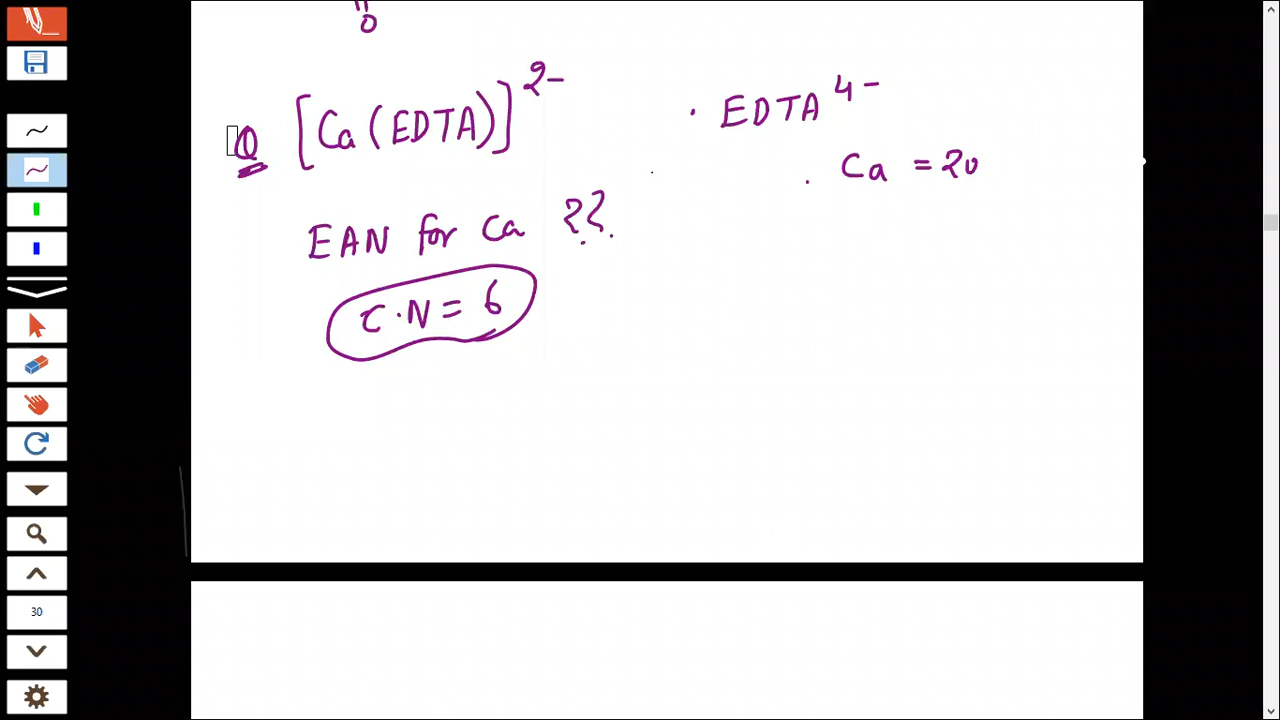 O
Q [Ca(EDTA)]²⁻
EAN for Ca ??
C.N = 6
. EDTA⁴⁻
. Ca = 20
30